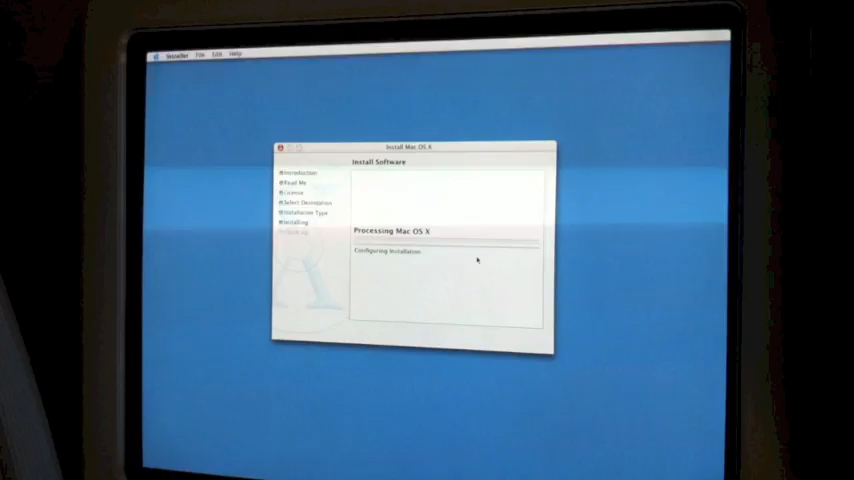 Installer File Edit Help
Install Mac OS X
Install Software
Introduction
Read Me
License
Select Destination
Installation Type
Installing
Processing Mac OS X
Configuring Installation